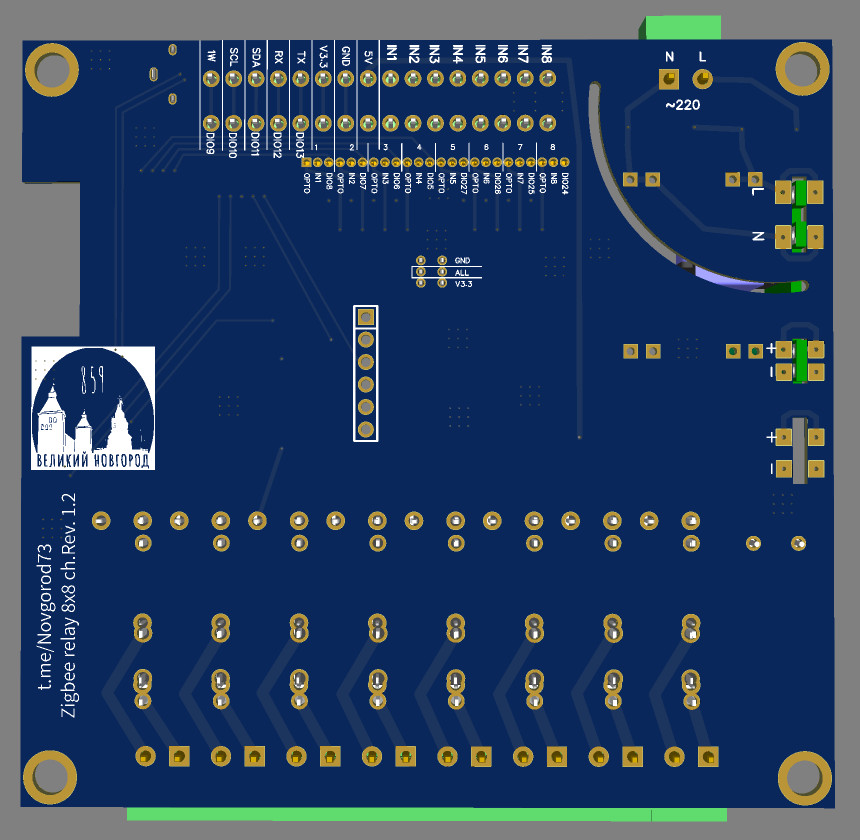 1W SCL SDA RX TX V3-3 GND 5V IN1 IN2 IN3 IN4 IN5 IN6 IN7 IN8
N L
~220
DIO9 DIO10 DIO11 DIO12 DIO13
1 2 3 4 5 6 7 8
OPTO IN1 DIO8 OPTO IN2 DIO7 OPTO IN3 DIO6 OPTO IN4 DIO5 OPTO IN5 DIO27 OPTO IN6 DIO26 OPTO IN7 DIO25 OPTO IN8 DIO24
L
N
GND
ALL
V3-3
+
-
+
-
859
ВЕЛИКИЙ НОВГОРОД
t.me/Novgorod73
Zigbee relay 8x8 ch.Rev. 1.2